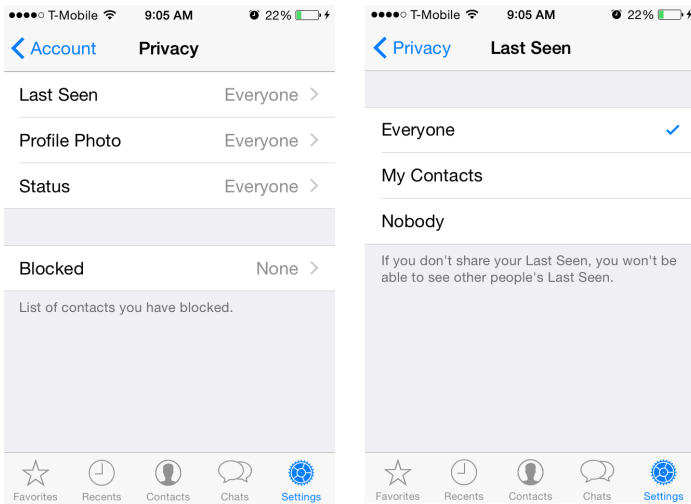 T-Mobile 9:05 AM 22%
Account Privacy
Last Seen Everyone
Profile Photo Everyone
Status Everyone
Blocked None
List of contacts you have blocked.
Favorites Recents Contacts Chats Settings
T-Mobile 9:05 AM 22%
Privacy Last Seen
Everyone
My Contacts
Nobody
If you don't share your Last Seen, you won't be
able to see other people's Last Seen.
Favorites Recents Contacts Chats Settings